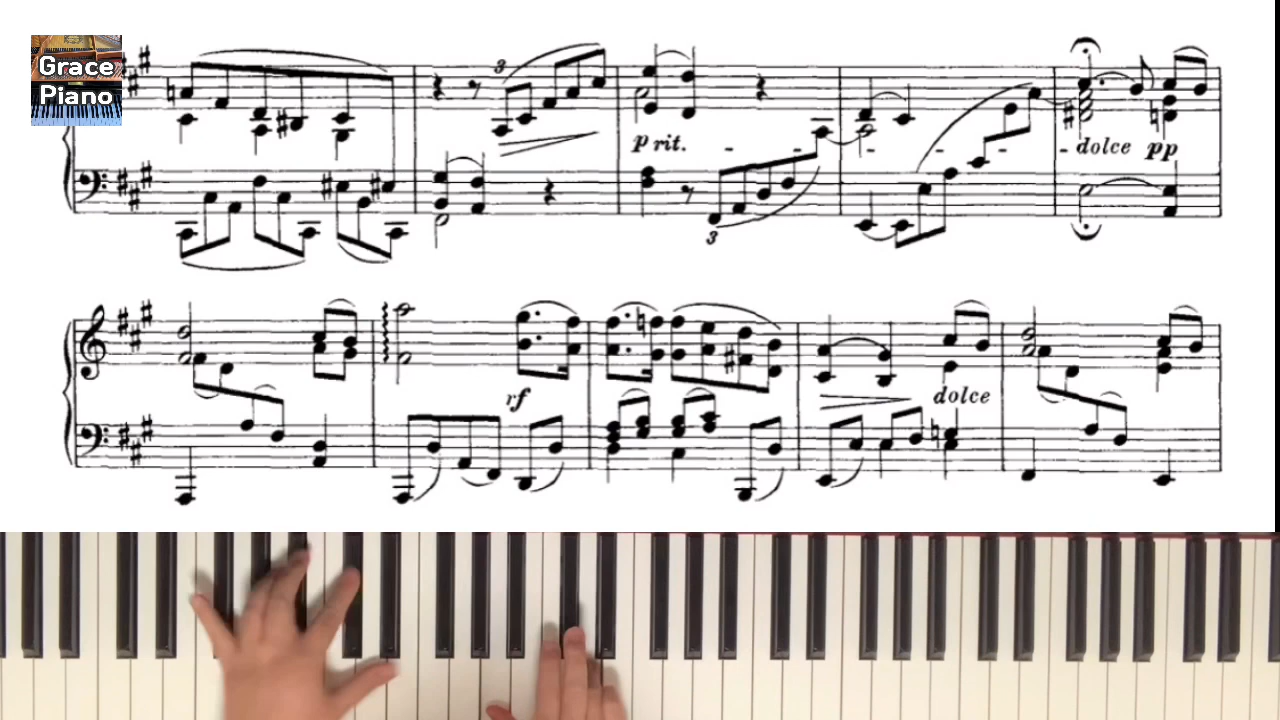 Grace
Piano
3
p rit. - - - - - dolce pp
3
rf
dolce